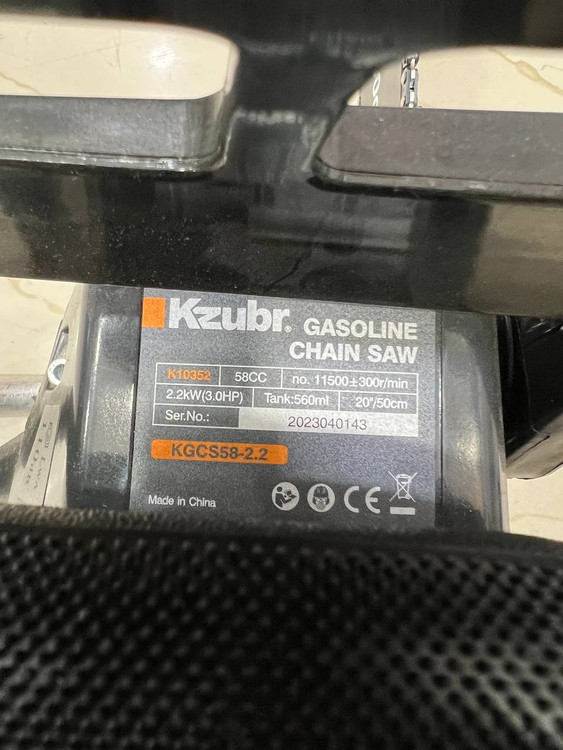 Kzubr. GASOLINE
CHAIN SAW
K10352 58CC no. 11500±300r/min
2.2kW(3.0HP) Tank:560ml 20"/50cm
Ser.No.: 2023040143
KGCS58-2.2
Made in China CE